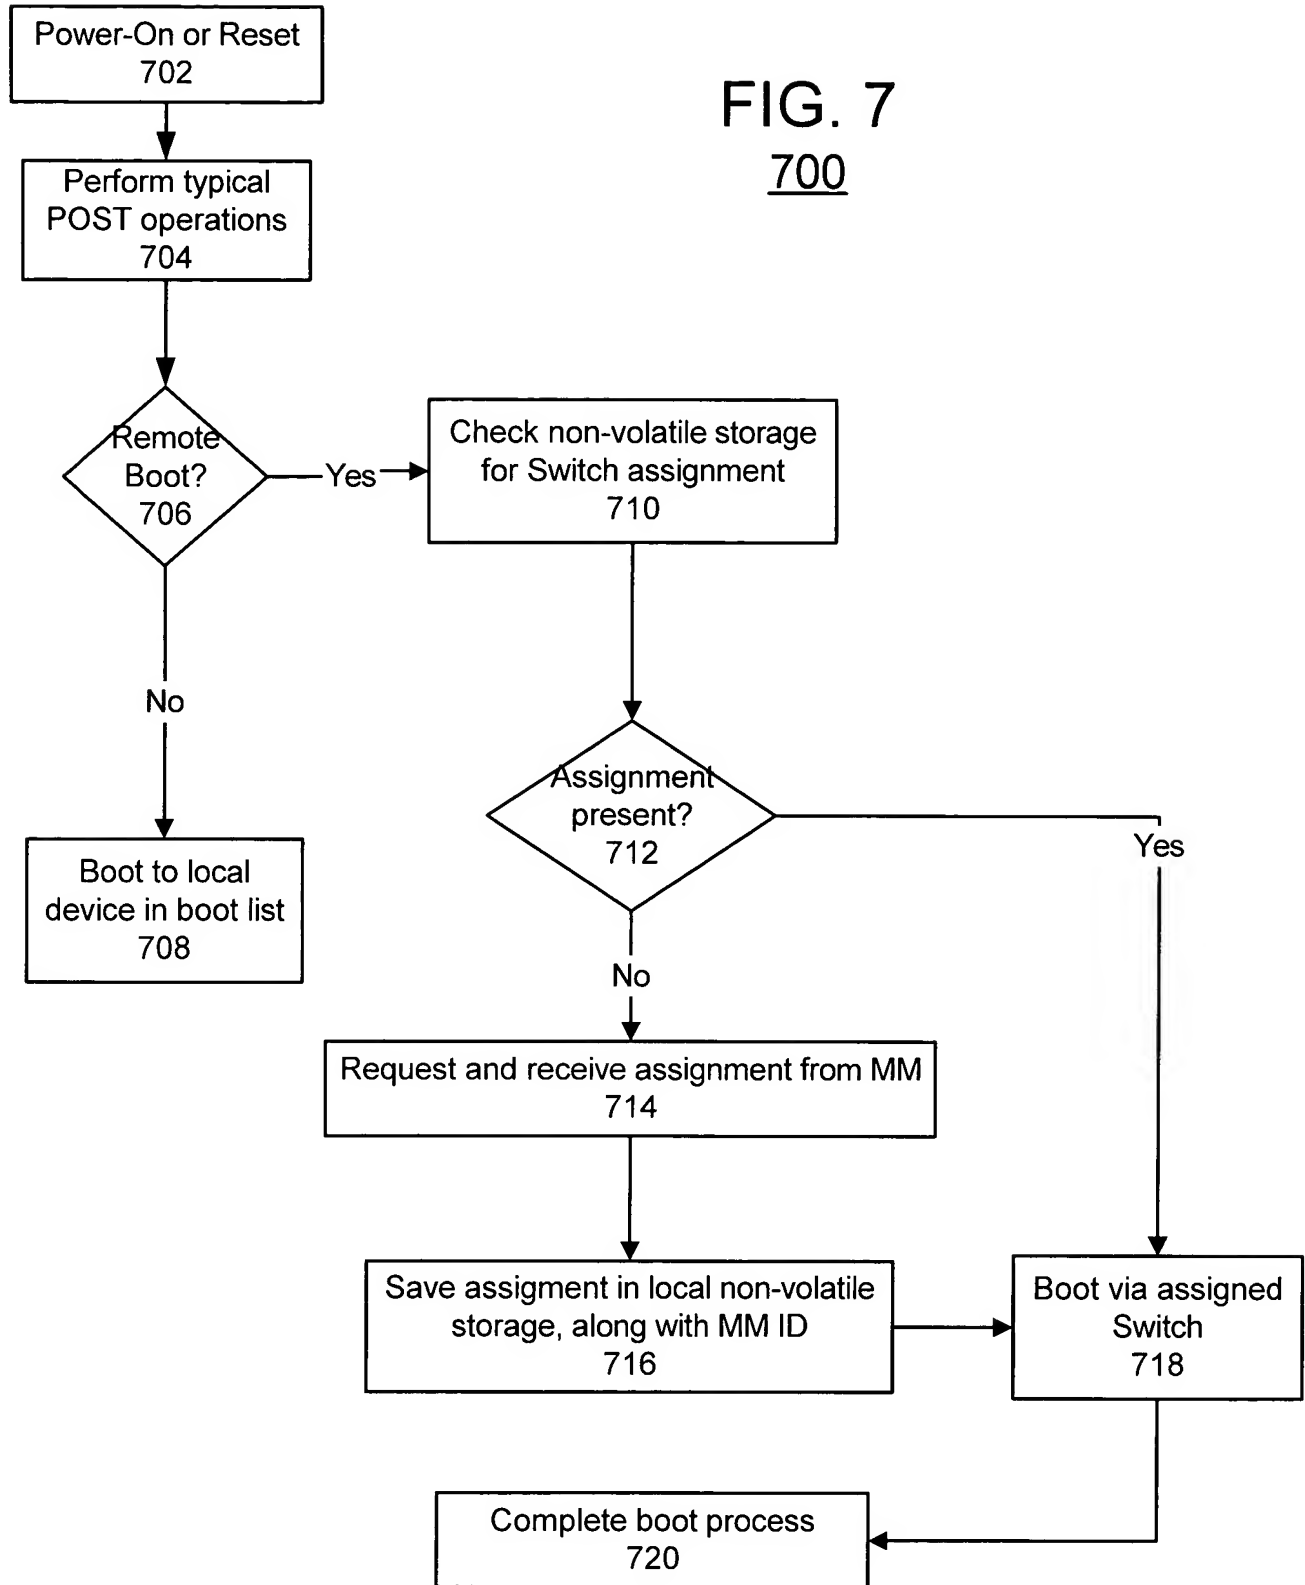 Power-On or Reset
702
FIG. 7
700
Perform typical
POST operations
704
Remote
Boot?
706
Yes
Check non-volatile storage
for Switch assignment
710
No
Assignment
present?
712
Yes
Boot to local
device in boot list
708
No
Request and receive assignment from MM
714
Save assigment in local non-volatile
storage, along with MM ID
716
Boot via assigned
Switch
718
Complete boot process
720